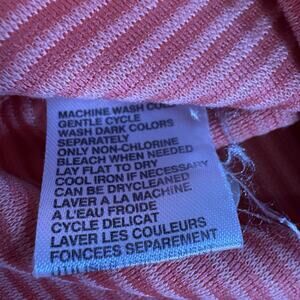 MACHINE WASH COLD
GENTLE CYCLE
WASH DARK COLORS
SEPARATELY
ONLY NON-CHLORINE
BLEACH WHEN NEEDED
LAY FLAT TO DRY
COOL IRON IF NECESSARY
CAN BE DRYCLEANED
LAVER A LA MACHINE
A L'EAU FROIDE
CYCLE DELICAT
LAVER LES COULEURS
FONCEES SEPAREMENT